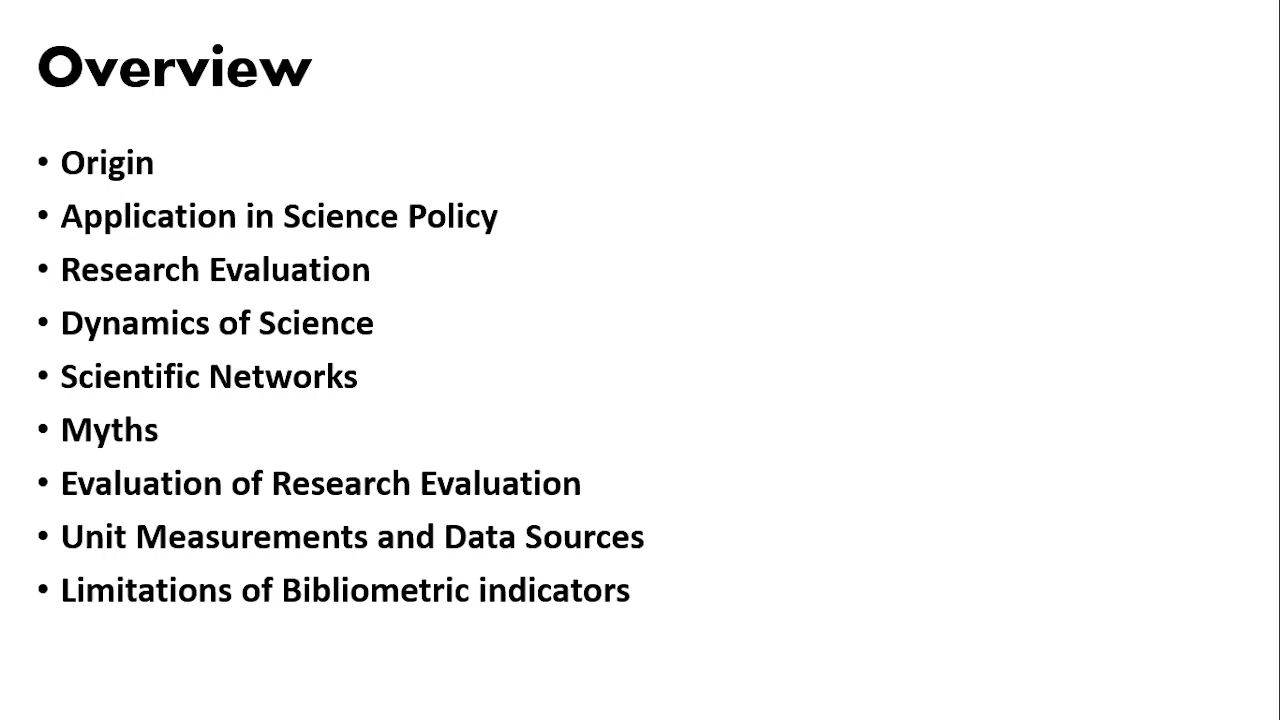 Overview
• Origin
• Application in Science Policy
• Research Evaluation
• Dynamics of Science
• Scientific Networks
• Myths
• Evaluation of Research Evaluation
• Unit Measurements and Data Sources
• Limitations of Bibliometric indicators